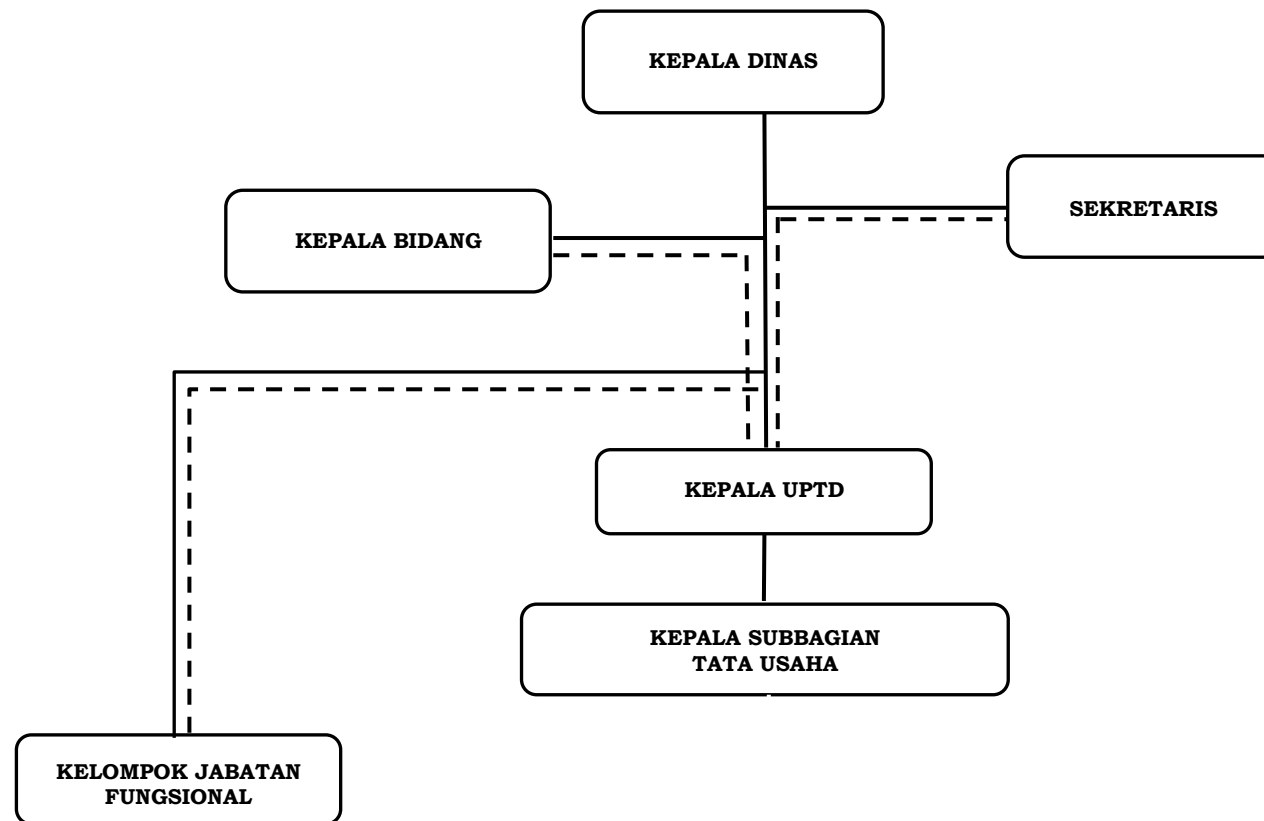 KEPALA DINAS
SEKRETARIS
KEPALA BIDANG
KEPALA UPTD
KEPALA SUBBAGIAN
TATA USAHA
KELOMPOK JABATAN
FUNGSIONAL